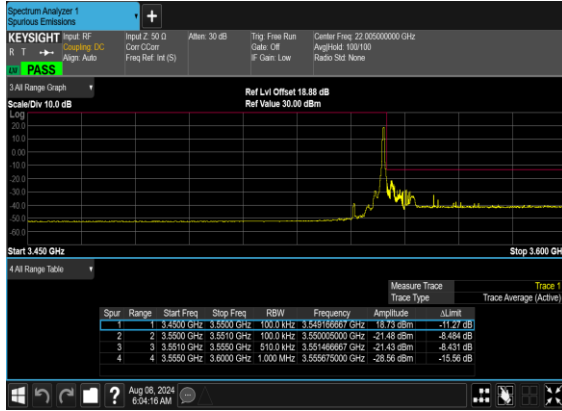 Spectrum Analyzer 1
Spurious Emissions
+
KEYSIGHT Input: RF Input Z: 50 Ω Atten: 30 dB Trig: Free Run Center Freq: 22.005000000 GHz
R T Coupling: DC Corr CCorr Gate: Off Avg|Hold: 100/100
Align: Auto Freq Ref: Int (S) IF Gain: Low Radio Std: None
PASS
3 All Range Graph
Ref Lvl Offset 18.88 dB
Scale/Div 10.0 dB Ref Value 30.00 dBm
Log
20.0
10.0
0.00
-10.0
-20.0
-30.0
-40.0
-50.0
-60.0
Start 3.450 GHz Stop 3.600 GH
4 All Range Table
Measure Trace Trace 1
Trace Type Trace Average (Active)
Spur Range Start Freq Stop Freq RBW Frequency Amplitude ΔLimit
1 1 3.4500 GHz 3.5500 GHz 100.0 kHz 3.549166667 GHz 18.73 dBm -11.27 dB
2 2 3.5500 GHz 3.5510 GHz 100.0 kHz 3.550005000 GHz -21.48 dBm -8.484 dB
3 3 3.5510 GHz 3.5550 GHz 510.0 kHz 3.551466667 GHz -21.43 dBm -8.431 dB
4 4 3.5550 GHz 3.6000 GHz 1.000 MHz 3.555675000 GHz -28.56 dBm -15.56 dB
? Aug 08, 2024
6:04:16 AM